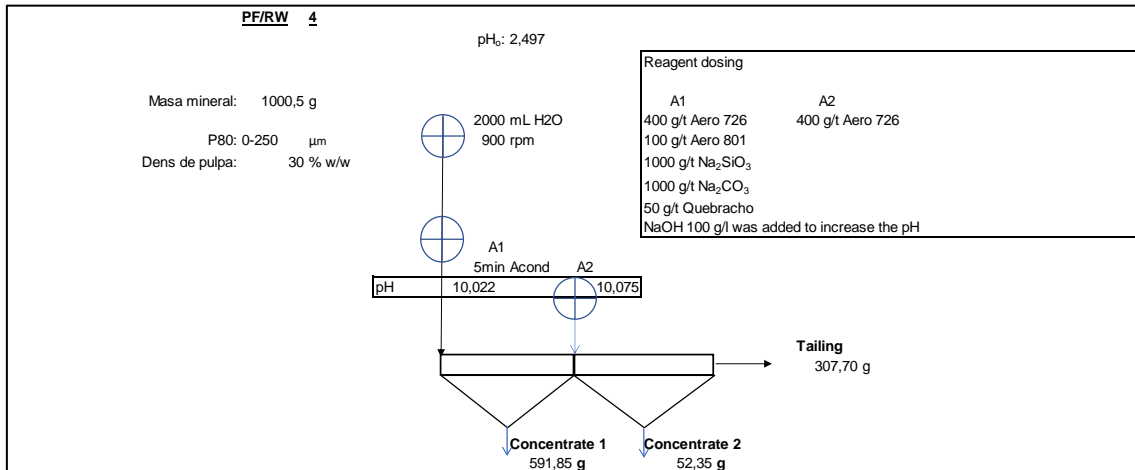 PF/RW 4
pHₒ: 2,497
Reagent dosing
Masa mineral: 1000,5 g
A1 A2
2000 mL H2O
400 g/t Aero 726 400 g/t Aero 726
P80: 0-250 µm
900 rpm
100 g/t Aero 801
Dens de pulpa: 30 % w/w
1000 g/t Na₂SiO₃
1000 g/t Na₂CO₃
50 g/t Quebracho
NaOH 100 g/l was added to increase the pH
A1
5min Acond A2
pH 10,022 10,075
Tailing
307,70 g
Concentrate 1 Concentrate 2
591,85 g 52,35 g